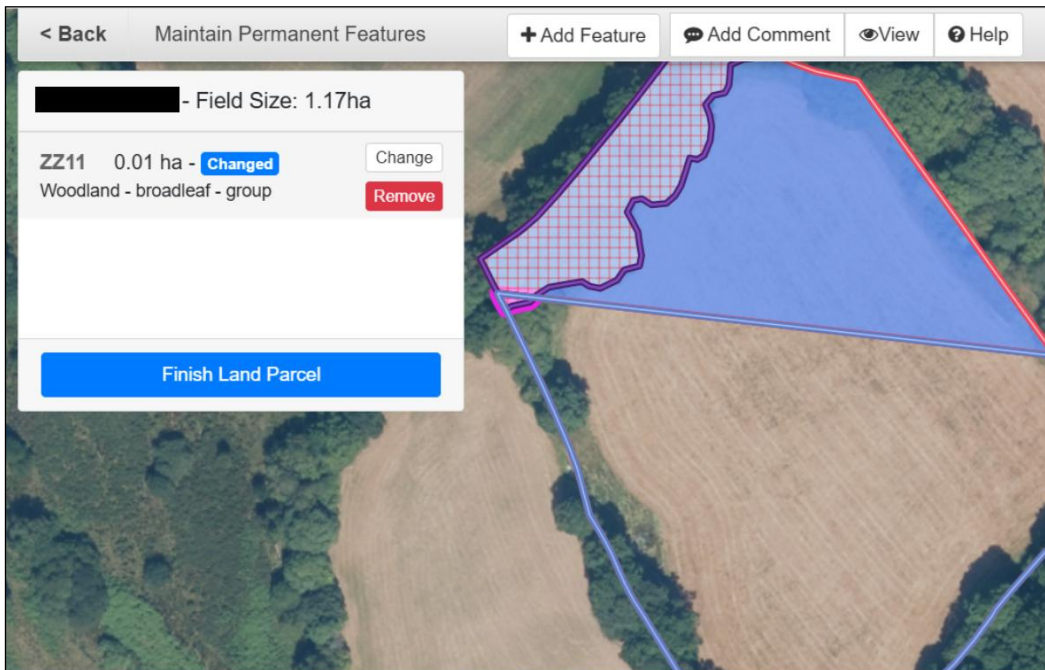 < Back Maintain Permanent Features + Add Feature Add Comment View Help
- Field Size: 1.17ha
ZZ11 0.01 ha - Changed Change
Woodland - broadleaf - group Remove
Finish Land Parcel